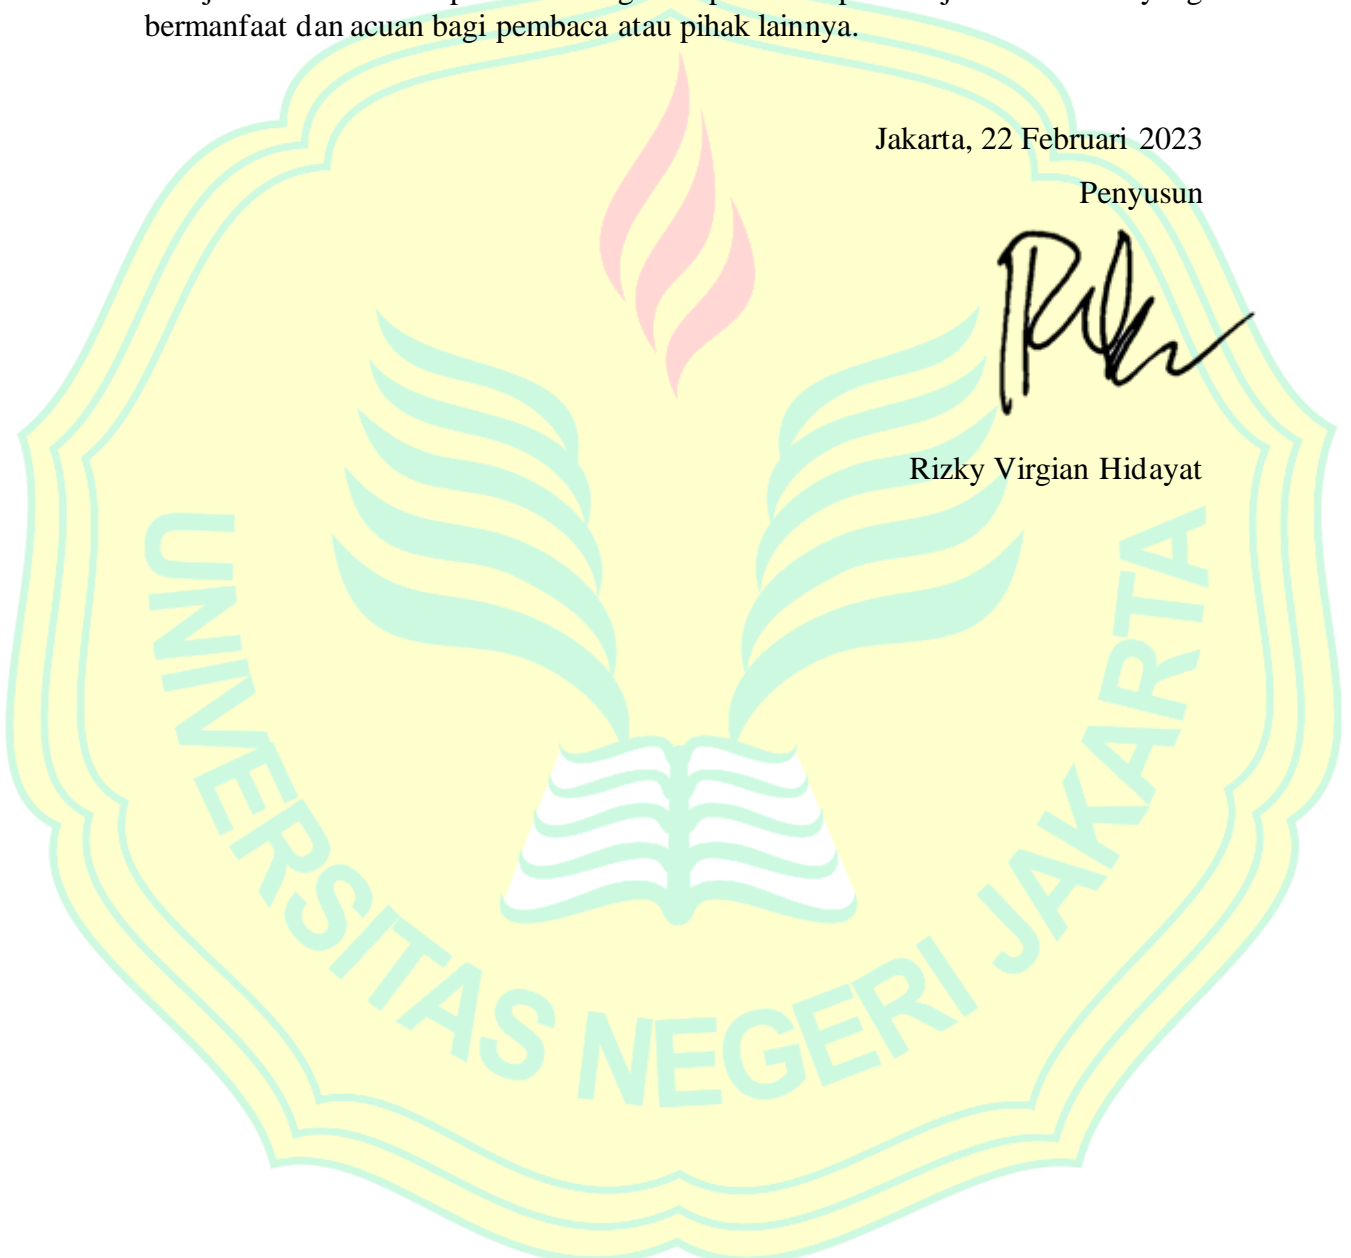 bermanfaat dan acuan bagi pembaca atau pihak lainnya.
Jakarta, 22 Februari 2023
Penyusun
Rizky Virgian Hidayat
UNIVERSITAS NEGERI JAKARTA